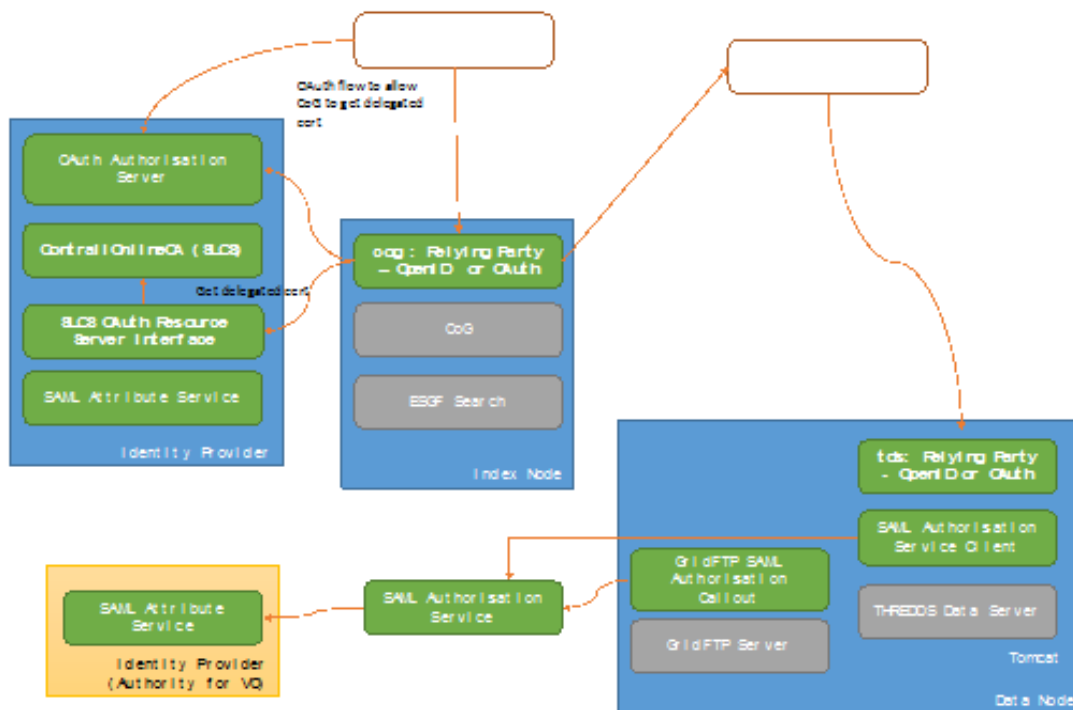 OAuth flow to allow
CoG to get delegated
cert
OAuth Authorisation
Server
ContrailOnlineCA (SLCS)
Get delegated cert
SLCS OAuth Resource
Server Interface
SAML Attribute Service
Identity Provider
cog: Relying Party
– OpenID or OAuth
CoG
ESGF Search
Index Node
tds: Relying Party
- OpenID or OAuth
SAML Authorisation
Service Client
GridFTP SAML
Authorisation
Callout
THREDDS Data Server
GridFTP Server
Tomcat
Data Node
SAML Authorisation
Service
SAML Attribute
Service
Identity Provider
(Authority for VO)